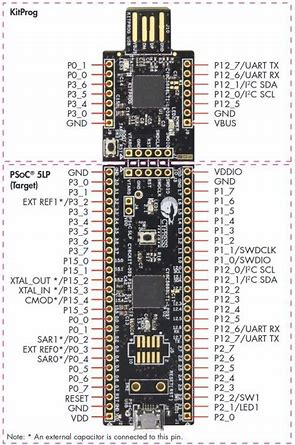 KitProg
P0_1
P0_0
P3_6
P3_5
P3_4
P3_0
GND
P12_7/UART TX
P12_6/UART RX
P12_1/I²C SDA
P12_0/I²C SCL
P12_5
GND
VBUS
PSoC® 5LP
(Target)
GND
P3_0
P3_1
EXT REF1*/P3_2
P3_3
P3_4
P3_5
P3_6
P3_7
P15_0
P15_1
XTAL_OUT*/P15_2
XTAL_IN*/P15_3
CMOD*/P15_4
P15_5
P0_0
P0_1
SAR1*/P0_2
EXT REF0*/P0_3
SAR0*/P0_4
P0_5
P0_6
P0_7
RESET
GND
VDD
CYPRESS
VDDIO
GND
P1_7
P1_6
P1_5
P1_4
P1_3
P1_2
P1_1/SWDCLK
P1_0/SWDIO
P12_0/I²C SCL
P12_1/I²C SDA
P12_2
P12_3
P12_4
P12_5
P12_6/UART RX
P12_7/UART TX
P2_7
P2_6
P2_5
P2_4
P2_3
P2_2/SW1
P2_1/LED1
P2_0
Note: * An external capacitor is connected to this pin.